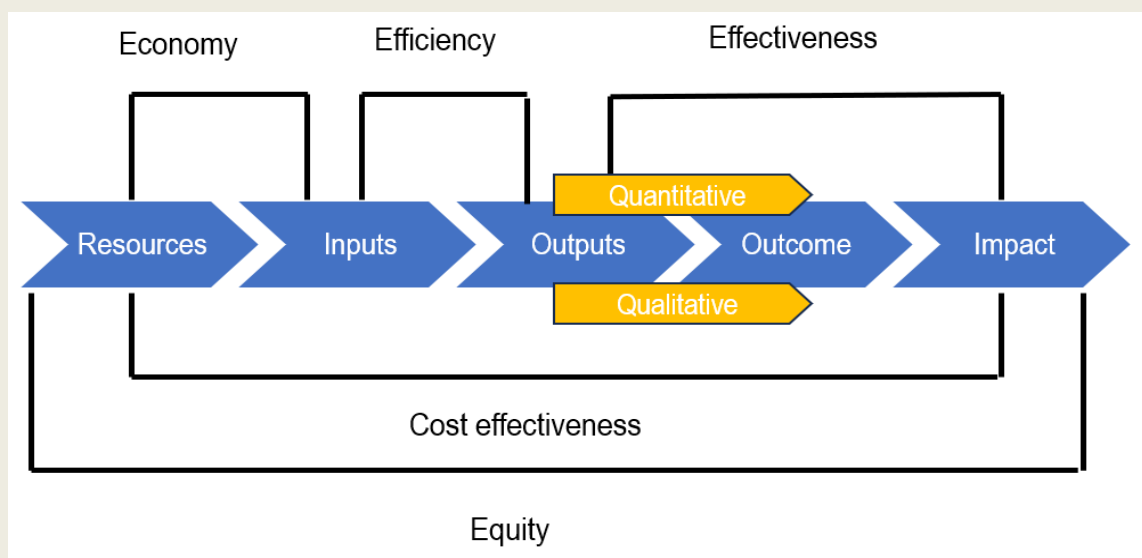 Economy
Efficiency
Effectiveness
Quantitative
Resources
Inputs
Outputs
Outcome
Impact
Qualitative
Cost effectiveness
Equity